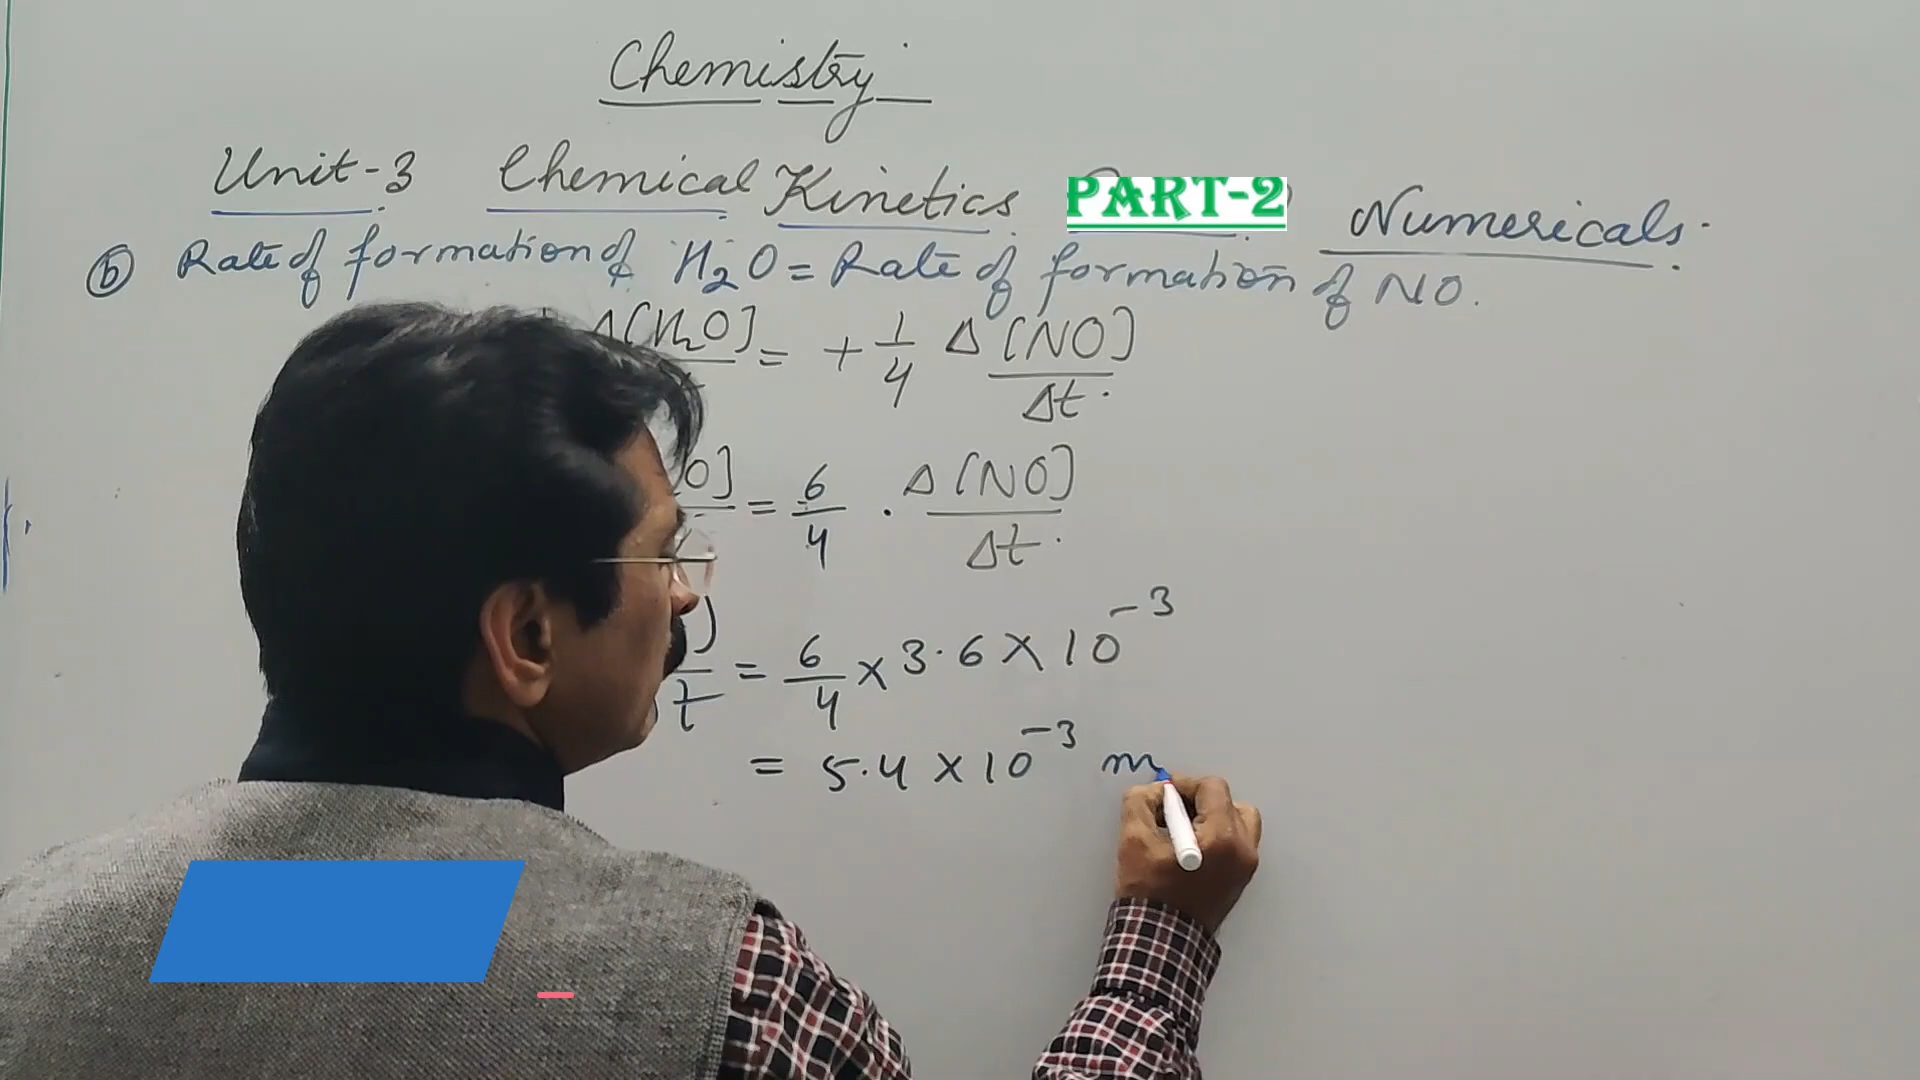 Chemistry
Unit-3 Chemical Kinetics PART-2 Numericals.
ⓑ Rate of formation of H₂O = Rate of formation of NO.
Δ[H₂O] = + 1/4 Δ[NO]/Δt.
O] = 6/4 . Δ[NO]/Δt.
] / t = 6/4 × 3.6 × 10⁻³
= 5.4 × 10⁻³ m